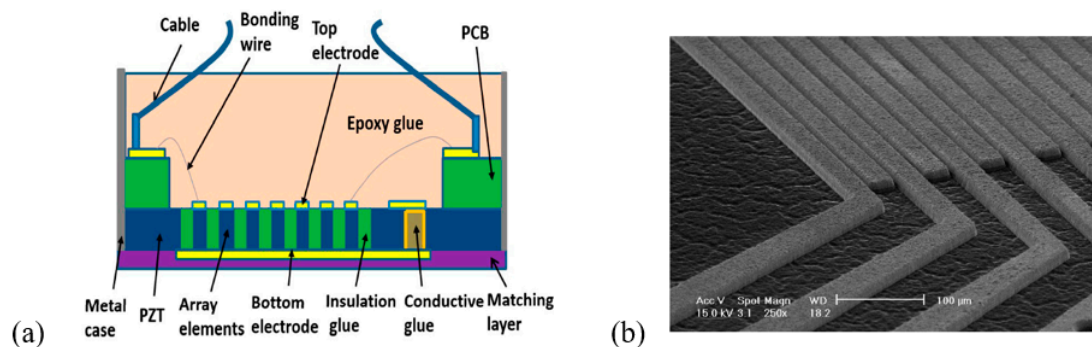 Cable
Bonding
wire
Top
electrode
PCB
Epoxy glue
Metal
case
PZT
Array
elements
Bottom
electrode
Insulation
glue
Conductive
glue
Matching
layer
(a)
Acc V Spot Magn WD 100 µm
15.0 kV 3.1 250x 18.2
(b)